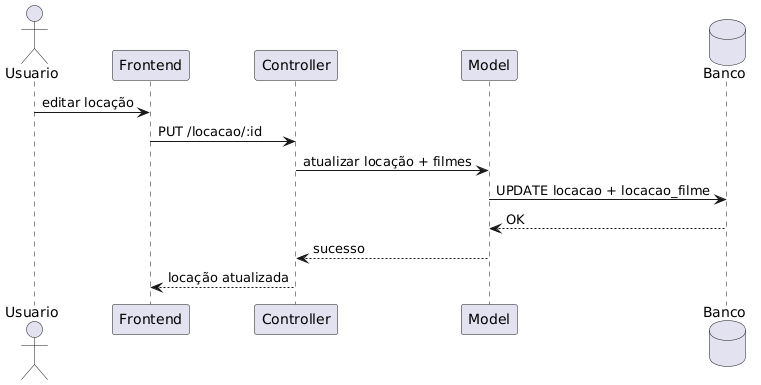 Usuario
Frontend
Controller
Model
Banco
editar locação
PUT /locacao/:id
atualizar locação + filmes
UPDATE locacao + locacao_filme
OK
sucesso
locação atualizada
Usuario
Frontend
Controller
Model
Banco